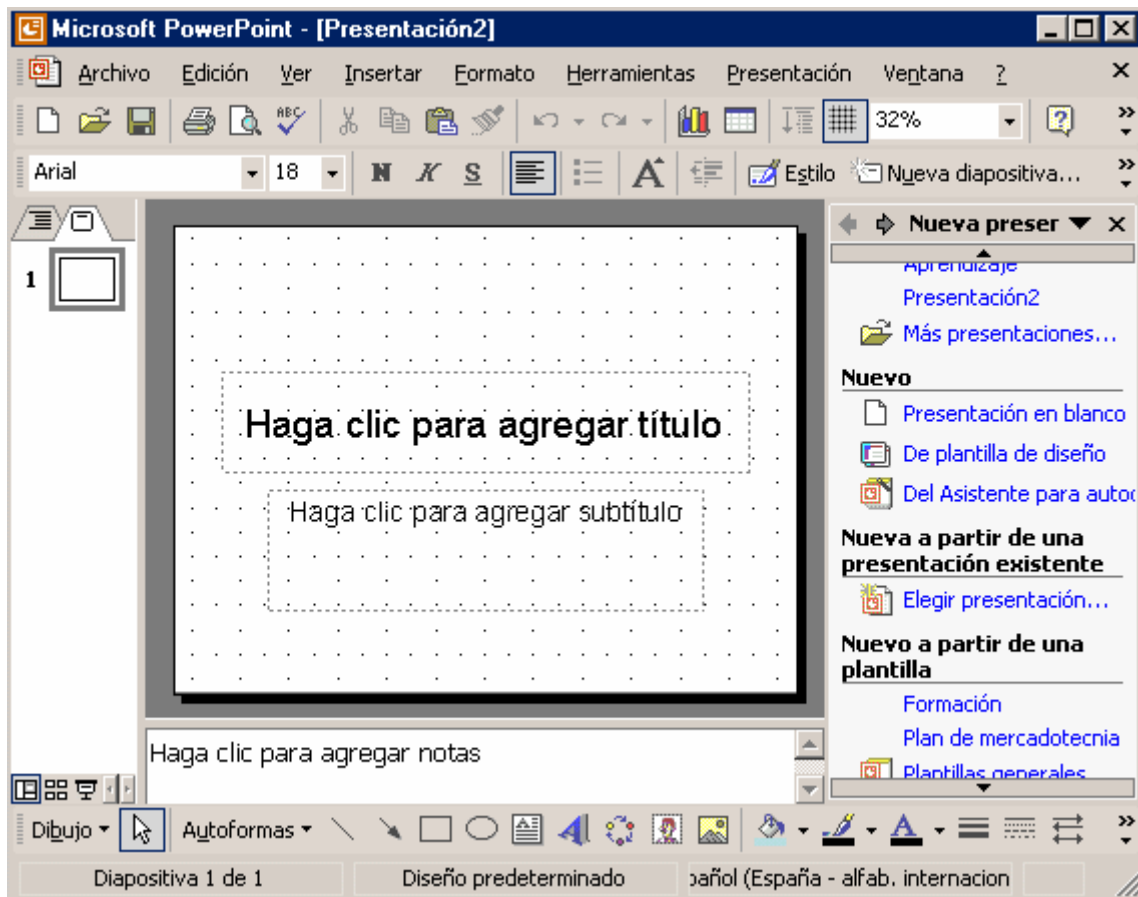 Microsoft PowerPoint - [Presentación2]
Archivo Edición Ver Insertar Formato Herramientas Presentación Ventana ?
ABC 32%
Arial 18 N K S A Estilo Nueva diapositiva...
Nueva preser
1
Aprendizaje
Presentación2
Más presentaciones...
Nuevo
Presentación en blanco
De plantilla de diseño
Del Asistente para autoc
Nueva a partir de una
presentación existente
Elegir presentación...
Nuevo a partir de una
plantilla
Formación
Plan de mercadotecnia
Plantillas generales
Haga clic para agregar título
Haga clic para agregar subtítulo
Haga clic para agregar notas
Dibujo Autoformas
Diapositiva 1 de 1 Diseño predeterminado pañol (España - alfab. internacion